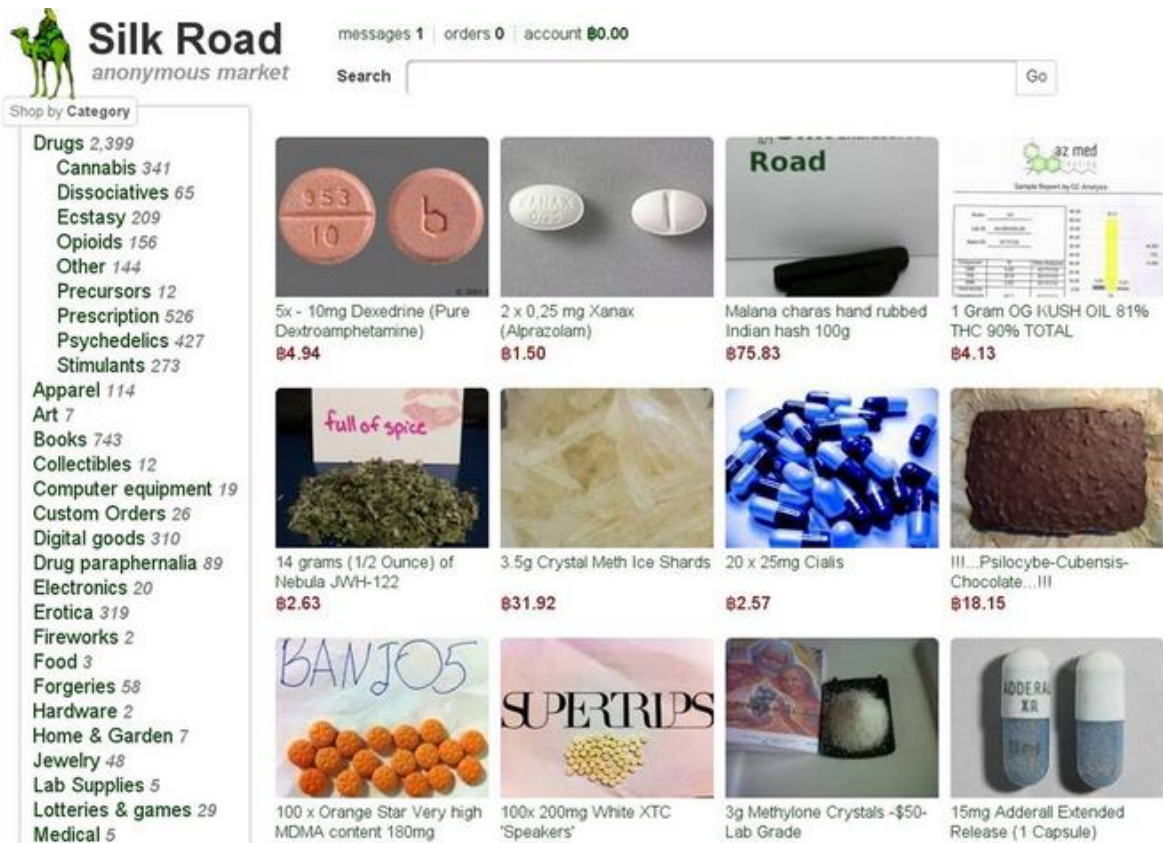 Silk Road
anonymous market
messages 1 | orders 0 | account ฿0.00
Search
Go
Shop by Category
Drugs 2,399
Cannabis 341
Dissociatives 65
Ecstasy 209
Opioids 156
Other 144
Precursors 12
Prescription 526
Psychedelics 427
Stimulants 273
Apparel 114
Art 7
Books 743
Collectibles 12
Computer equipment 19
Custom Orders 26
Digital goods 310
Drug paraphernalia 89
Electronics 20
Erotica 319
Fireworks 2
Food 3
Forgeries 58
Hardware 2
Home & Garden 7
Jewelry 48
Lab Supplies 5
Lotteries & games 29
Medical 5
953
10
b
5x - 10mg Dexedrine (Pure
Dextroamphetamine)
฿4.94
XANAX
2 x 0,25 mg Xanax
(Alprazolam)
฿1.50
Road
Malana charas hand rubbed
Indian hash 100g
฿75.83
az med
Sample Report by GC Analysis
1 Gram OG KUSH OIL 81%
THC 90% TOTAL
฿4.13
full of spice
14 grams (1/2 Ounce) of
Nebula JWH-122
฿2.63
3.5g Crystal Meth Ice Shards
฿31.92
20 x 25mg Cialis
฿2.57
!!!...Psilocybe-Cubensis-
Chocolate...!!!
฿18.15
BANJO5
100 x Orange Star Very high
MDMA content 180mg
SUPERTRIPS
100x 200mg White XTC
'Speakers'
3g Methylone Crystals -$50-
Lab Grade
ADDERAL
XR
15mg Adderall Extended
Release (1 Capsule)